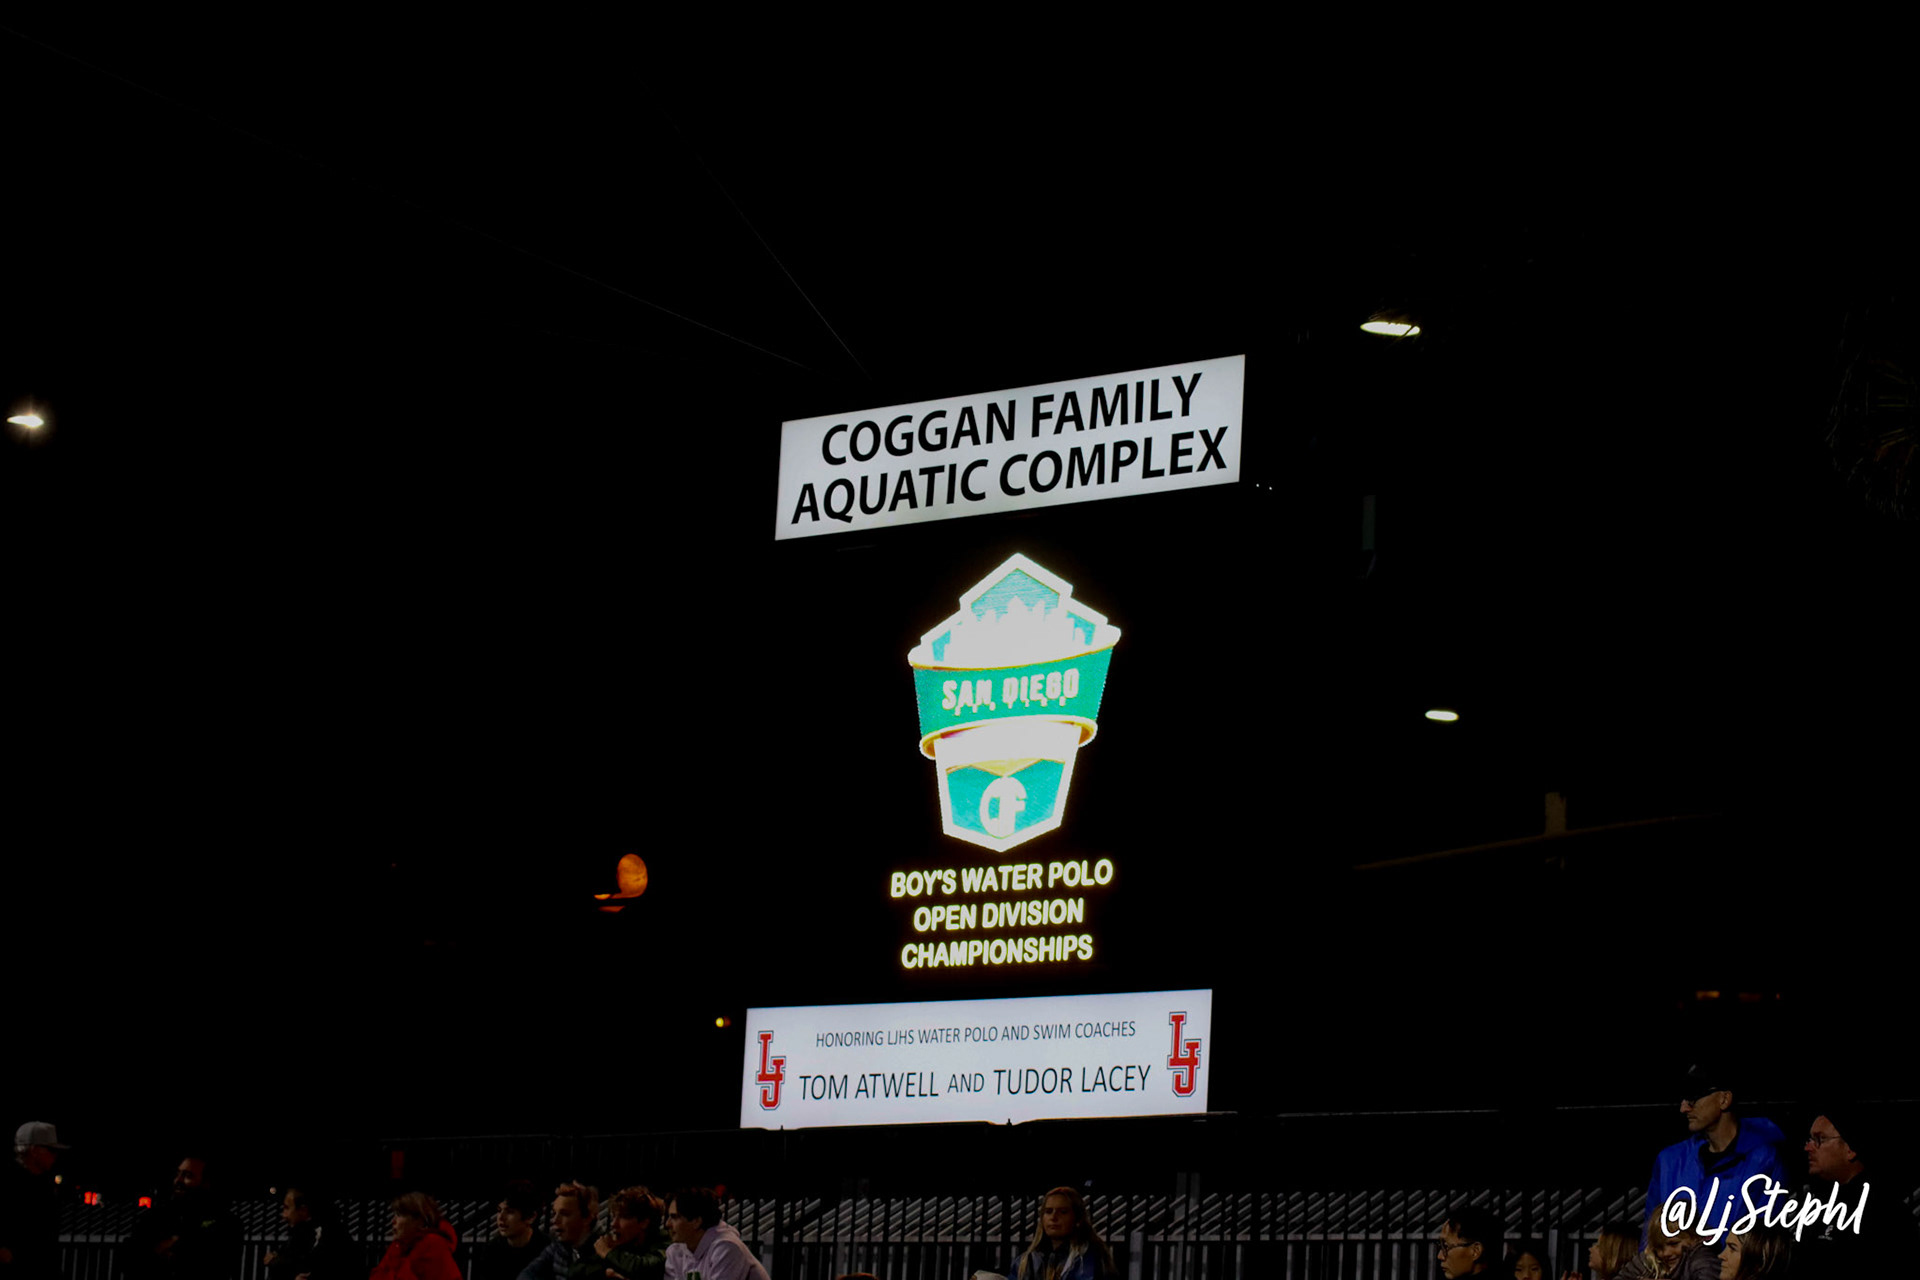 COGGAN FAMILY
AQUATIC COMPLEX
SAN DIEGO
CIF
BOY'S WATER POLO
OPEN DIVISION
CHAMPIONSHIPS
HONORING LJHS WATER POLO AND SWIM COACHES
LJ TOM ATWELL AND TUDOR LACEY LJ
@LjStephI